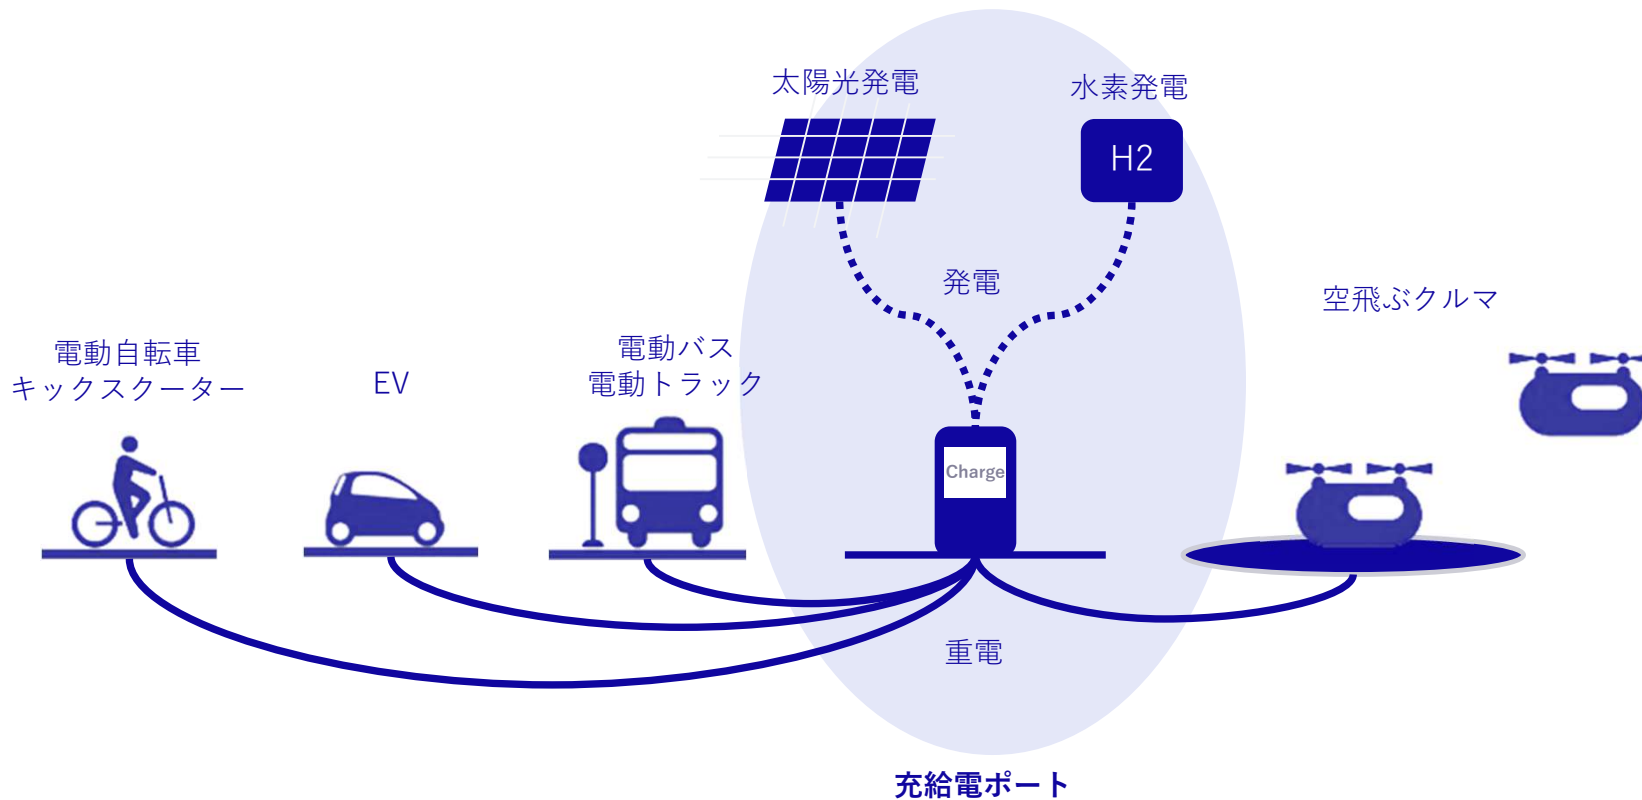 太陽光発電
水素発電
H2
発電
空飛ぶクルマ
電動自転車
キックスクーター
EV
電動バス
電動トラック
Charge
重電
充給電ポート